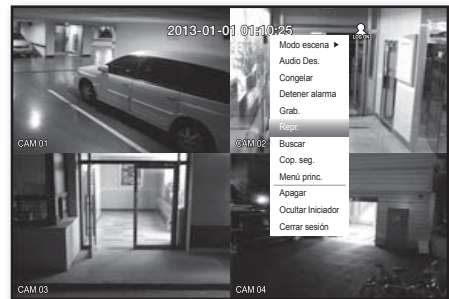 2013-01-01 01:10:25
LOG ON
Modo escena ►
Audio Des.
Congelar
Detener alarma
Grab.
Repr.
Buscar
Cop. seg.
Menú princ.
Apagar
Ocultar Iniciador
Cerrar sesión
CAM 01
CAM 02
CAM 03
CAM 04